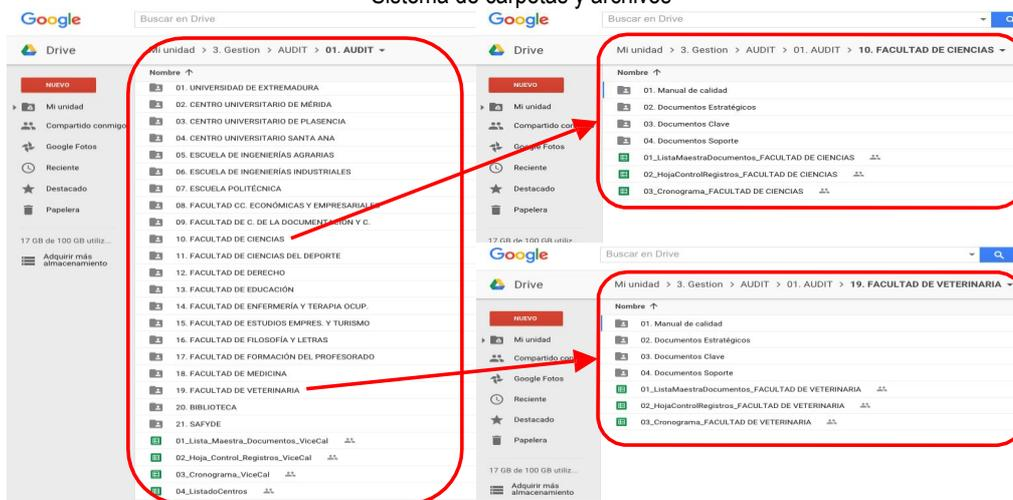 Sistema de carpetas y archivos
Google
Buscar en Drive
Drive
Mi unidad > 3. Gestion > AUDIT > 01. AUDIT
NUEVO
Mi unidad
Compartido conmigo
Google Fotos
Reciente
Destacado
Papelera
17 GB de 100 GB utiliz...
Adquirir más
almacenamiento
Nombre ↑
01. UNIVERSIDAD DE EXTREMADURA
02. CENTRO UNIVERSITARIO DE MÉRIDA
03. CENTRO UNIVERSITARIO DE PLASENCIA
04. CENTRO UNIVERSITARIO SANTA ANA
05. ESCUELA DE INGENIERÍAS AGRARIAS
06. ESCUELA DE INGENIERÍAS INDUSTRIALES
07. ESCUELA POLITÉCNICA
08. FACULTAD CC. ECONÓMICAS Y EMPRESARIALES
09. FACULTAD DE C. DE LA DOCUMENTACIÓN Y C.
10. FACULTAD DE CIENCIAS
11. FACULTAD DE CIENCIAS DEL DEPORTE
12. FACULTAD DE DERECHO
13. FACULTAD DE EDUCACIÓN
14. FACULTAD DE ENFERMERÍA Y TERAPIA OCUP.
15. FACULTAD DE ESTUDIOS EMPRES. Y TURISMO
16. FACULTAD DE FILOSOFÍA Y LETRAS
17. FACULTAD DE FORMACIÓN DEL PROFESORADO
18. FACULTAD DE MEDICINA
19. FACULTAD DE VETERINARIA
20. BIBLIOTECA
21. SAFYDE
01_Lista_Maestra_Documentos_ViceCal
02_Hoja_Control_Registros_ViceCal
03_Cronograma_ViceCal
04_ListadoCentros
Google
Buscar en Drive
Drive
Mi unidad > 3. Gestion > AUDIT > 01. AUDIT > 10. FACULTAD DE CIENCIAS
NUEVO
Mi unidad
Compartido con
Google Fotos
Reciente
Destacado
Papelera
17 GB de 100 GB utiliz
Nombre ↑
01. Manual de calidad
02. Documentos Estratégicos
03. Documentos Clave
04. Documentos Soporte
01_ListaMaestraDocumentos_FACULTAD DE CIENCIAS
02_HojaControlRegistros_FACULTAD DE CIENCIAS
03_Cronograma_FACULTAD DE CIENCIAS
Google
Buscar en Drive
Drive
Mi unidad > 3. Gestion > AUDIT > 01. AUDIT > 19. FACULTAD DE VETERINARIA
NUEVO
Mi unidad
Compartido con
Google Fotos
Reciente
Destacado
Papelera
17 GB de 100 GB utiliz...
Adquirir más
almacenamiento
Nombre ↑
01. Manual de calidad
02. Documentos Estratégicos
03. Documentos Clave
04. Documentos Soporte
01_ListaMaestraDocumentos_FACULTAD DE VETERINARIA
02_HojaControlRegistros_FACULTAD DE VETERINARIA
03_Cronograma_FACULTAD DE VETERINARIA